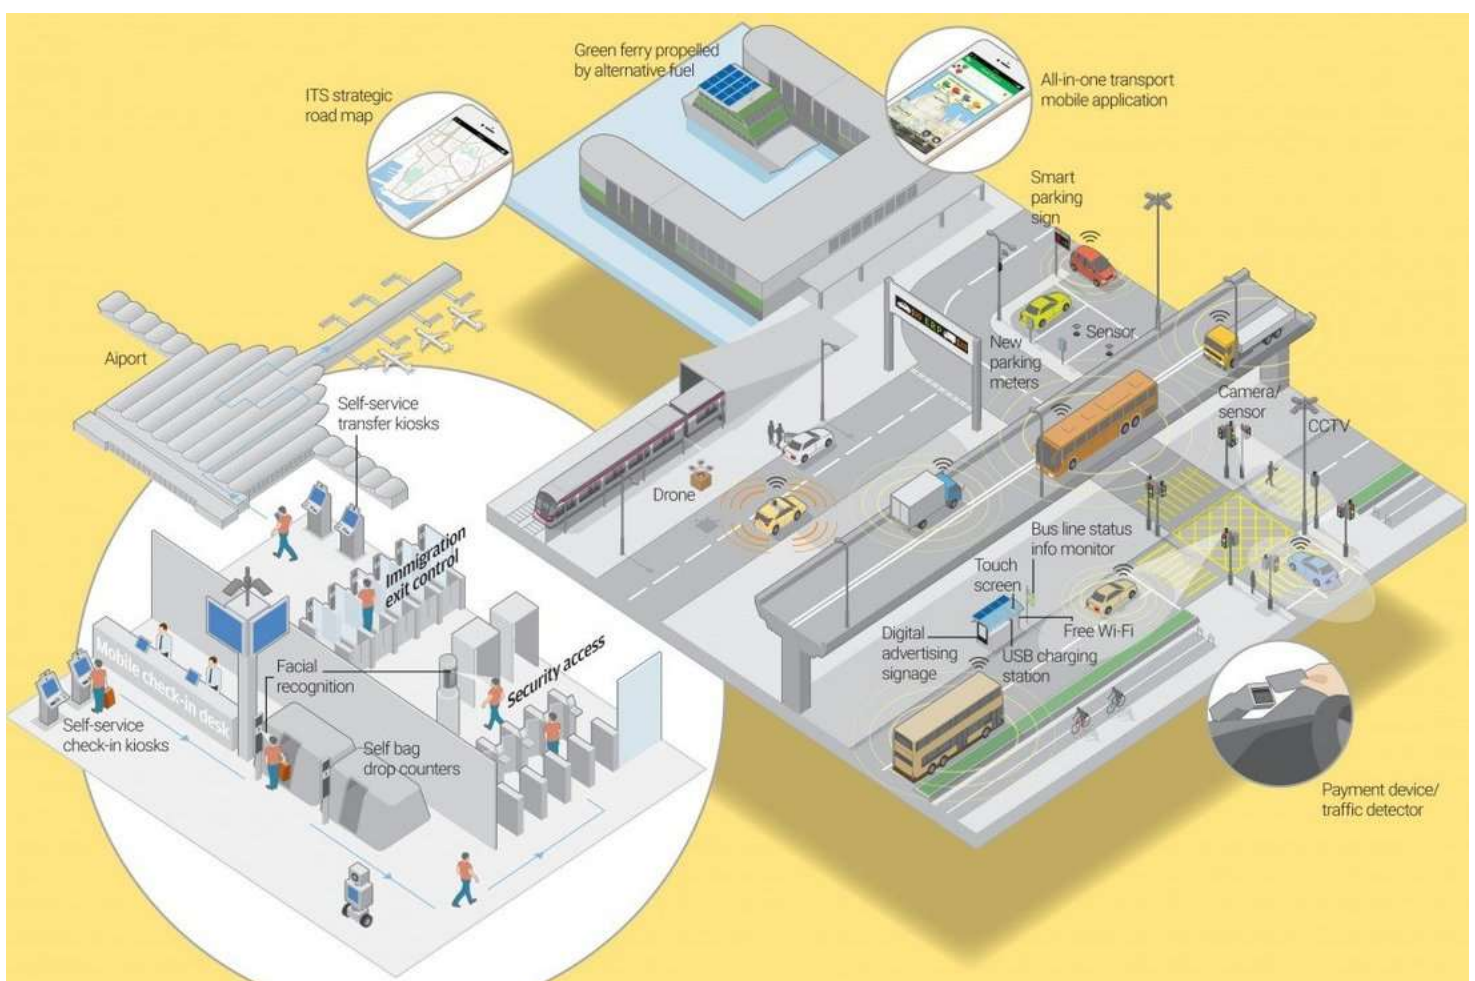 Green ferry propelled
by alternative fuel
All-in-one transport
mobile application
ITS strategic
road map
Smart
parking
sign
Sensor
New
parking
meters
ERP
Camera/
sensor
CCTV
Aiport
Self-service
transfer kiosks
Drone
Bus line status
info monitor
Touch
screen
Free Wi-Fi
Digital
advertising
signage
USB charging
station
Immigration
exit control
Security access
Facial
recognition
Mobile check-in desk
Self-service
check-in kiosks
Self bag
drop counters
Payment device/
traffic detector